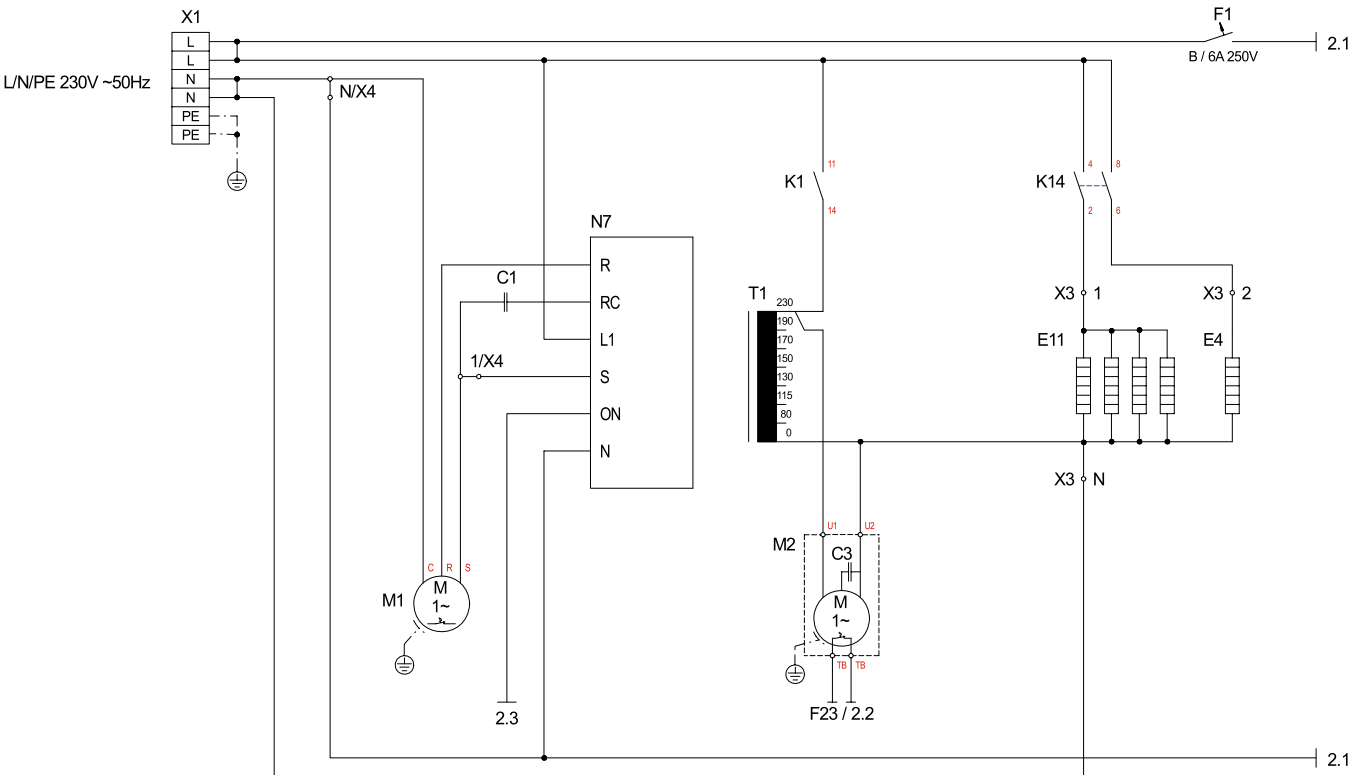 X1
F1
L
2.1
L
B / 6A 250V
L/N/PE 230V ~50Hz
N
N/X4
N
PE
PE
K1
11
14
K14
4
8
2
6
N7
R
C1
RC
L1
1/X4
S
ON
N
T1
230
190
170
150
130
115
80
0
X3
1
X3
2
E11
E4
X3
N
M2
U1
U2
C3
M
1~
TB
TB
F23 / 2.2
M1
C
R
S
M
1~
2.3
2.1